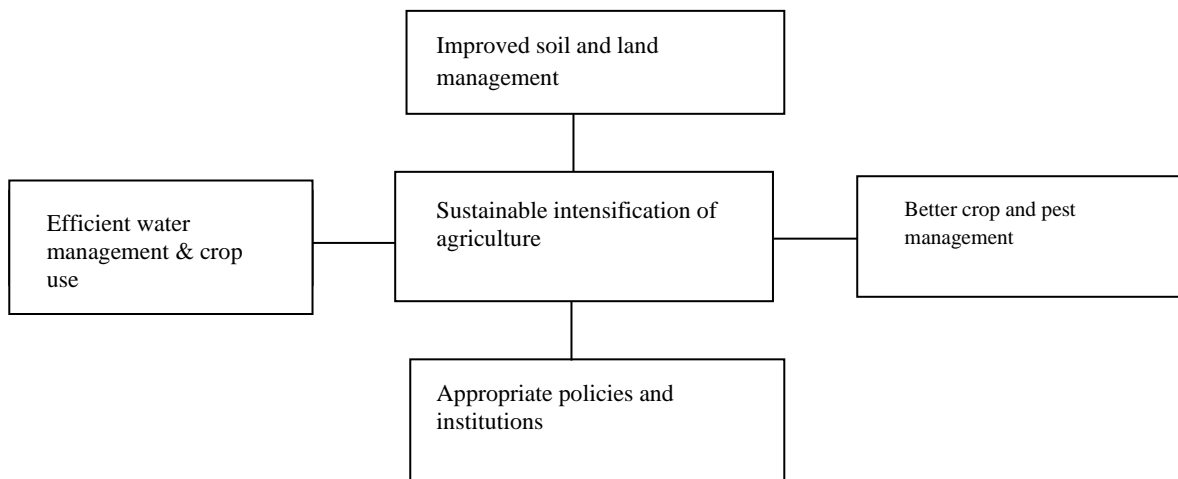 Improved soil and land
management
Efficient water
management & crop
use
Sustainable intensification of
agriculture
Better crop and pest
management
Appropriate policies and
institutions